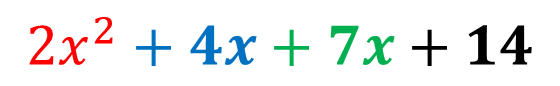 2x² + 4x + 7x + 14